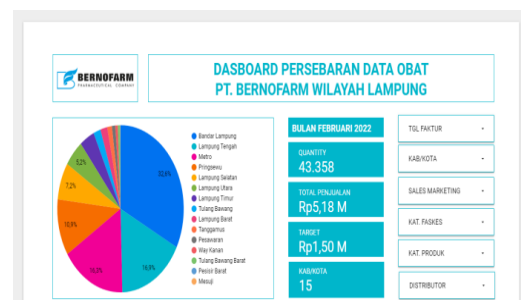 BERNOFARM
PHARMACEUTICAL COMPANY
DASBOARD PERSEBARAN DATA OBAT
PT. BERNOFARM WILAYAH LAMPUNG
32,6%
16,9%
16,3%
10,9%
7,2%
5,2%
Bandar Lampung
Lampung Tengah
Metro
Pringsewu
Lampung Selatan
Lampung Utara
Lampung Timur
Tulang Bawang
Lampung Barat
Tanggamus
Pesawaran
Way Kanan
Tulang Bawang Barat
Pesisir Barat
Mesuji
BULAN FEBRUARI 2022
QUANTITY
43.358
TOTAL PENJUALAN
Rp5,18 M
TARGET
Rp1,50 M
KAB/KOTA
15
TGL FAKTUR
KAB/KOTA
SALES MARKETING
KAT. FASKES
KAT. PRODUK
DISTRIBUTOR